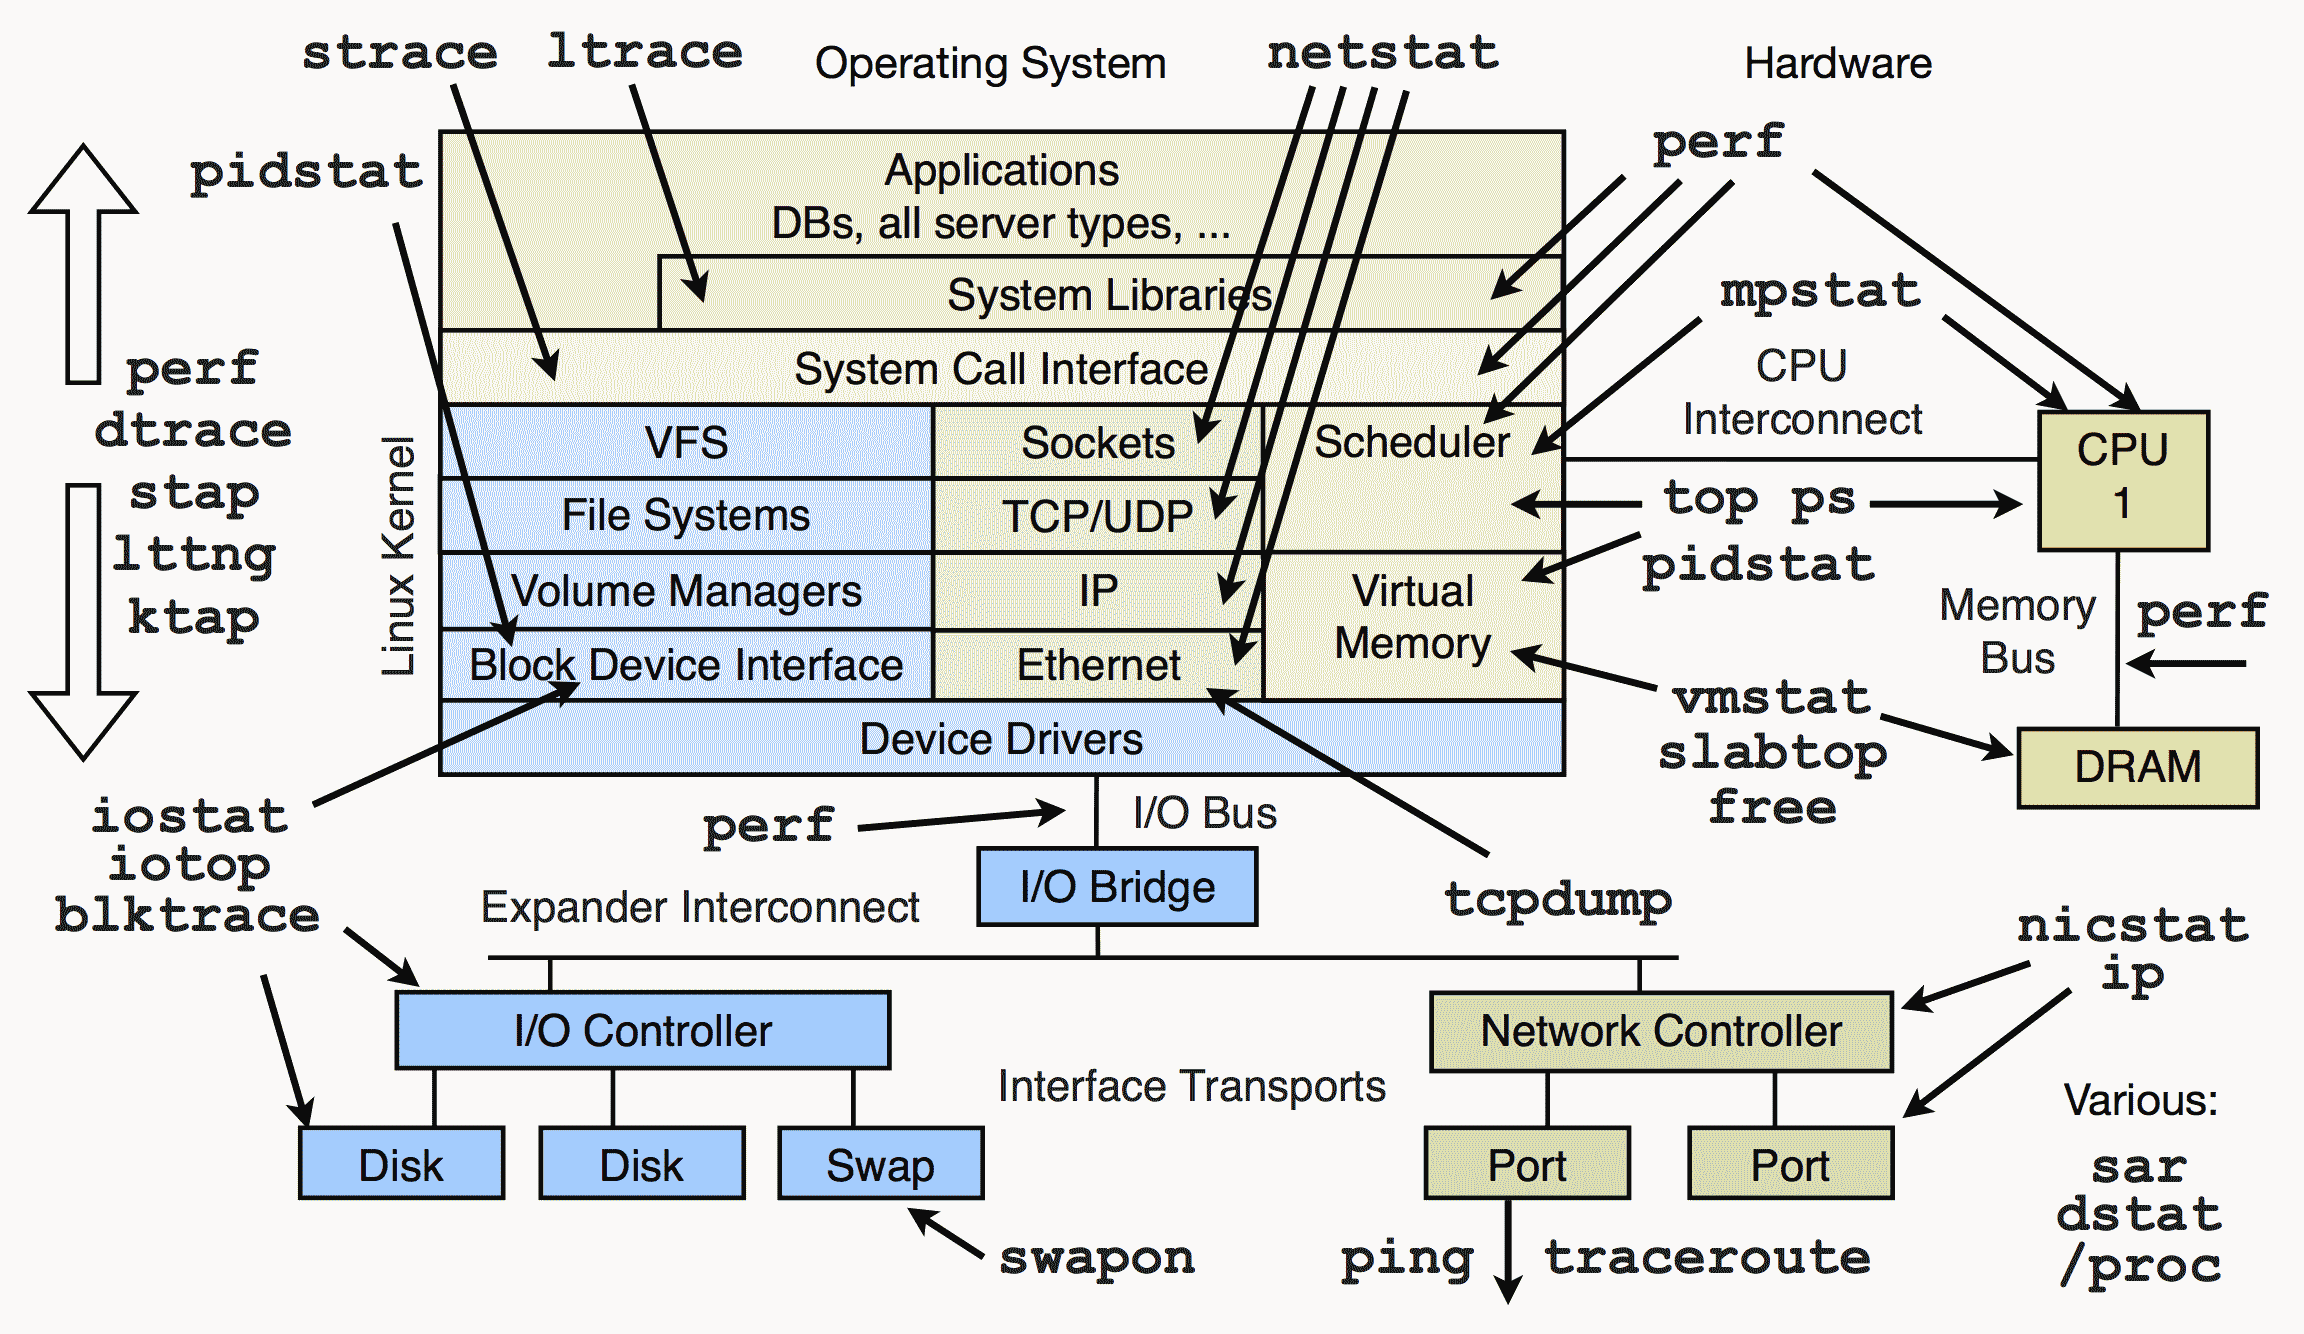 strace
ltrace
Operating System
netstat
Hardware
pidstat
Applications
DBs, all server types, ...
perf
System Libraries
mpstat
System Call Interface
CPU
Interconnect
perf
dtrace
stap
lttng
ktap
Linux Kernel
VFS
Sockets
Scheduler
CPU
1
File Systems
TCP/UDP
top ps
pidstat
Volume Managers
IP
Virtual
Memory
Memory
Bus
perf
Block Device Interface
Ethernet
vmstat
slabtop
free
DRAM
Device Drivers
iostat
iotop
blktrace
perf
I/O Bus
I/O Bridge
Expander Interconnect
tcpdump
nicstat
ip
I/O Controller
Network Controller
Interface Transports
Various:
sar
dstat
/proc
Disk
Disk
Swap
Port
Port
swapon
ping
traceroute